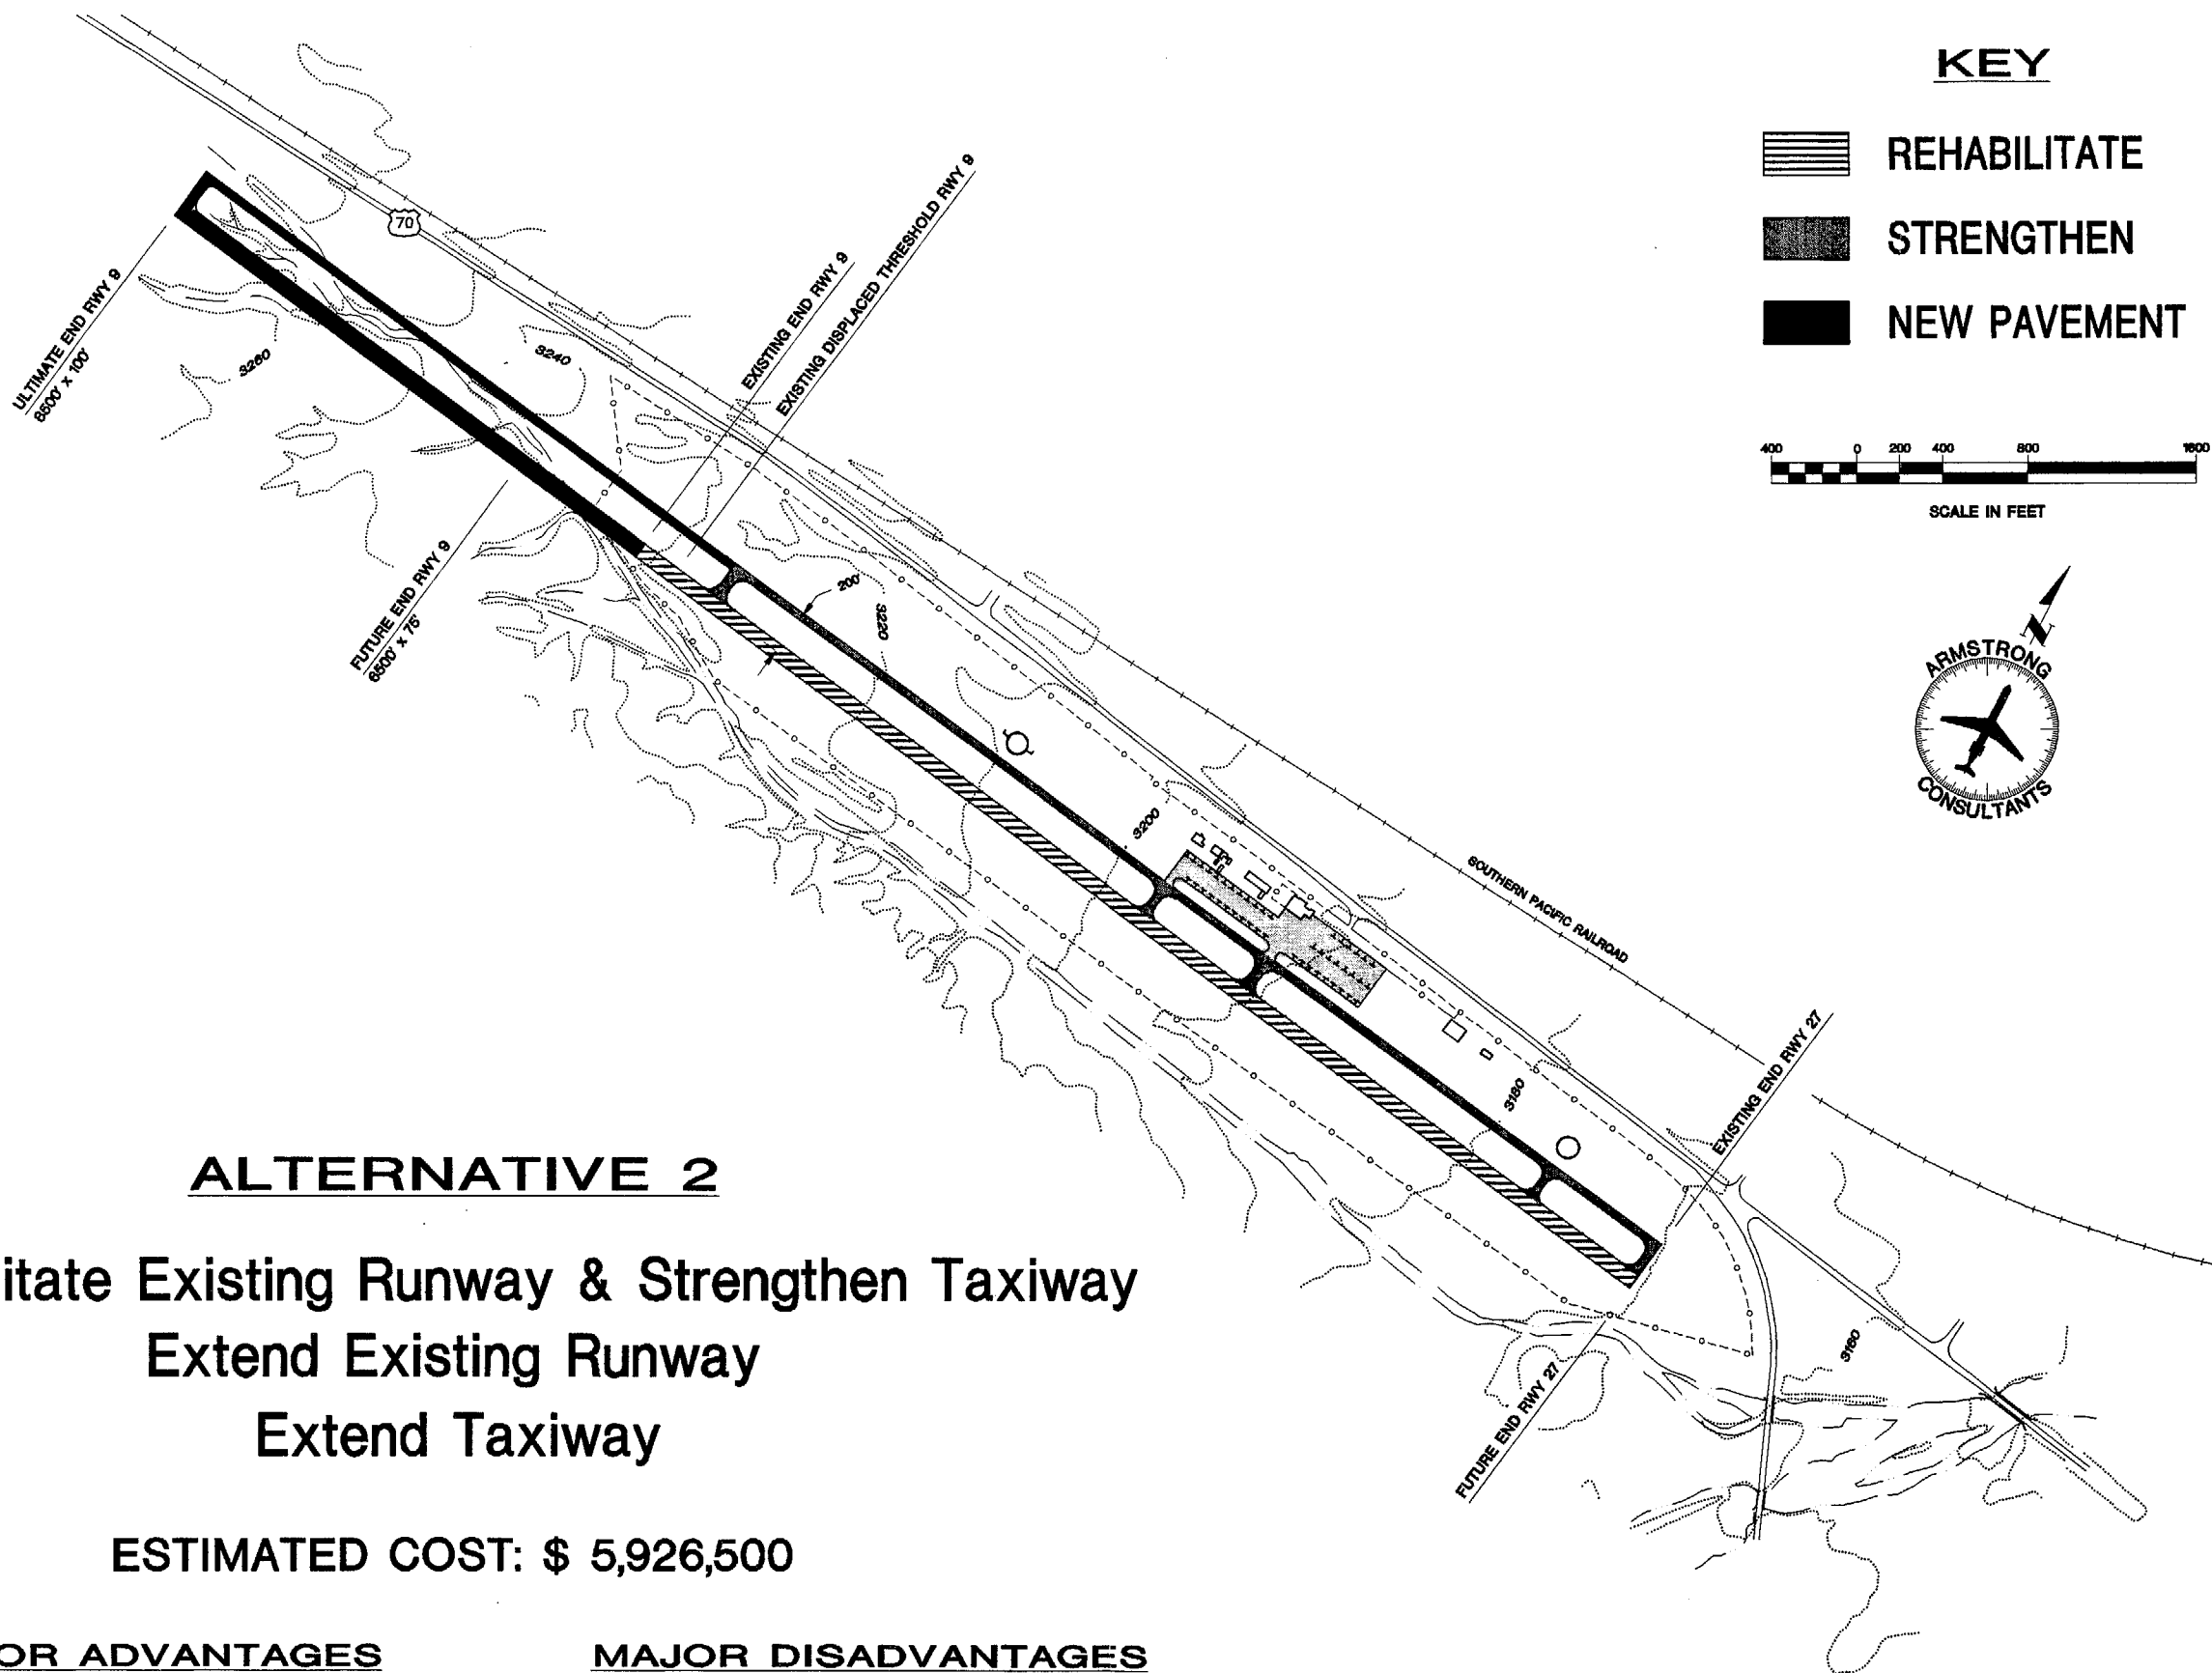 KEY
REHABILITATE
STRENGTHEN
NEW PAVEMENT
400 0 200 400 800 1600
SCALE IN FEET
N
ARMSTRONG
CONSULTANTS
70
ULTIMATE END RWY 9
8500' X 100'
3260
3240
EXISTING END RWY 9
EXISTING DISPLACED THRESHOLD RWY 9
FUTURE END RWY 9
6500' X 75'
200'
3220
3200
SOUTHERN PACIFIC RAILROAD
3180
EXISTING END RWY 27
FUTURE END RWY 27
3160
ALTERNATIVE 2
itate Existing Runway & Strengthen Taxiway
Extend Existing Runway
Extend Taxiway
ESTIMATED COST: $ 5,926,500
OR ADVANTAGES
MAJOR DISADVANTAGES